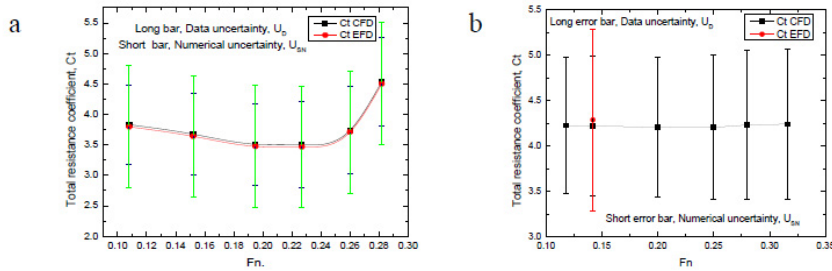 a
Long bar, Data uncertainty, U_D
Short bar, Numerical uncertainty, U_SN
Ct CFD
Ct EFD
Total resistance coefficient, Ct
5.5
5.0
4.5
4.0
3.5
3.0
2.5
2.0
0.10 0.12 0.14 0.16 0.18 0.20 0.22 0.24 0.26 0.28 0.30
Fn.
b
Long error bar, Data uncertainty, U_D
Ct CFD
Ct EFD
Total resistance coefficient, Ct
5.5
5.0
4.5
4.0
3.5
3.0
Short error bar, Numerical uncertainty, U_SN
0.10 0.15 0.20 0.25 0.30 0.35
Fn